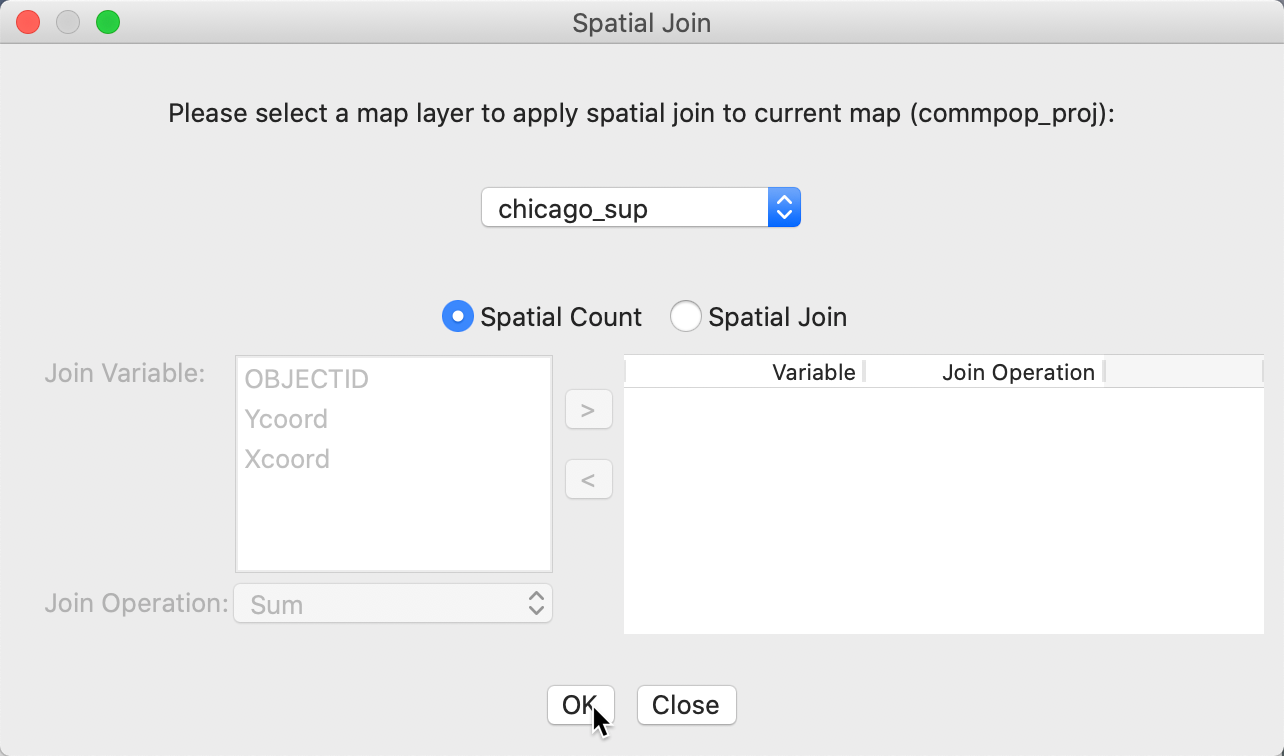 Spatial Join
Please select a map layer to apply spatial join to current map (commpop_proj):
chicago_sup
Spatial Count Spatial Join
Join Variable:
OBJECTID
Ycoord
Xcoord
>
<
Variable Join Operation
Join Operation: Sum
OK Close